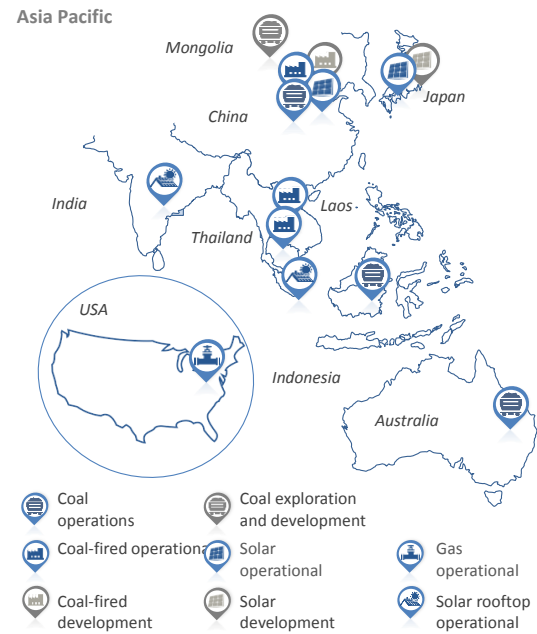 Asia Pacific
Mongolia
Japan
China
India
Laos
Thailand
USA
Indonesia
Australia
Coal
operations
Coal exploration
and development
Coal-fired operationa
Solar
operational
Gas
operational
Coal-fired
development
Solar
development
Solar rooftop
operational